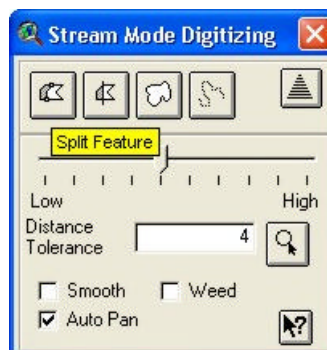 Stream Mode Digitizing
Split Feature
Low High
Distance
Tolerance 4
Smooth Weed
Auto Pan